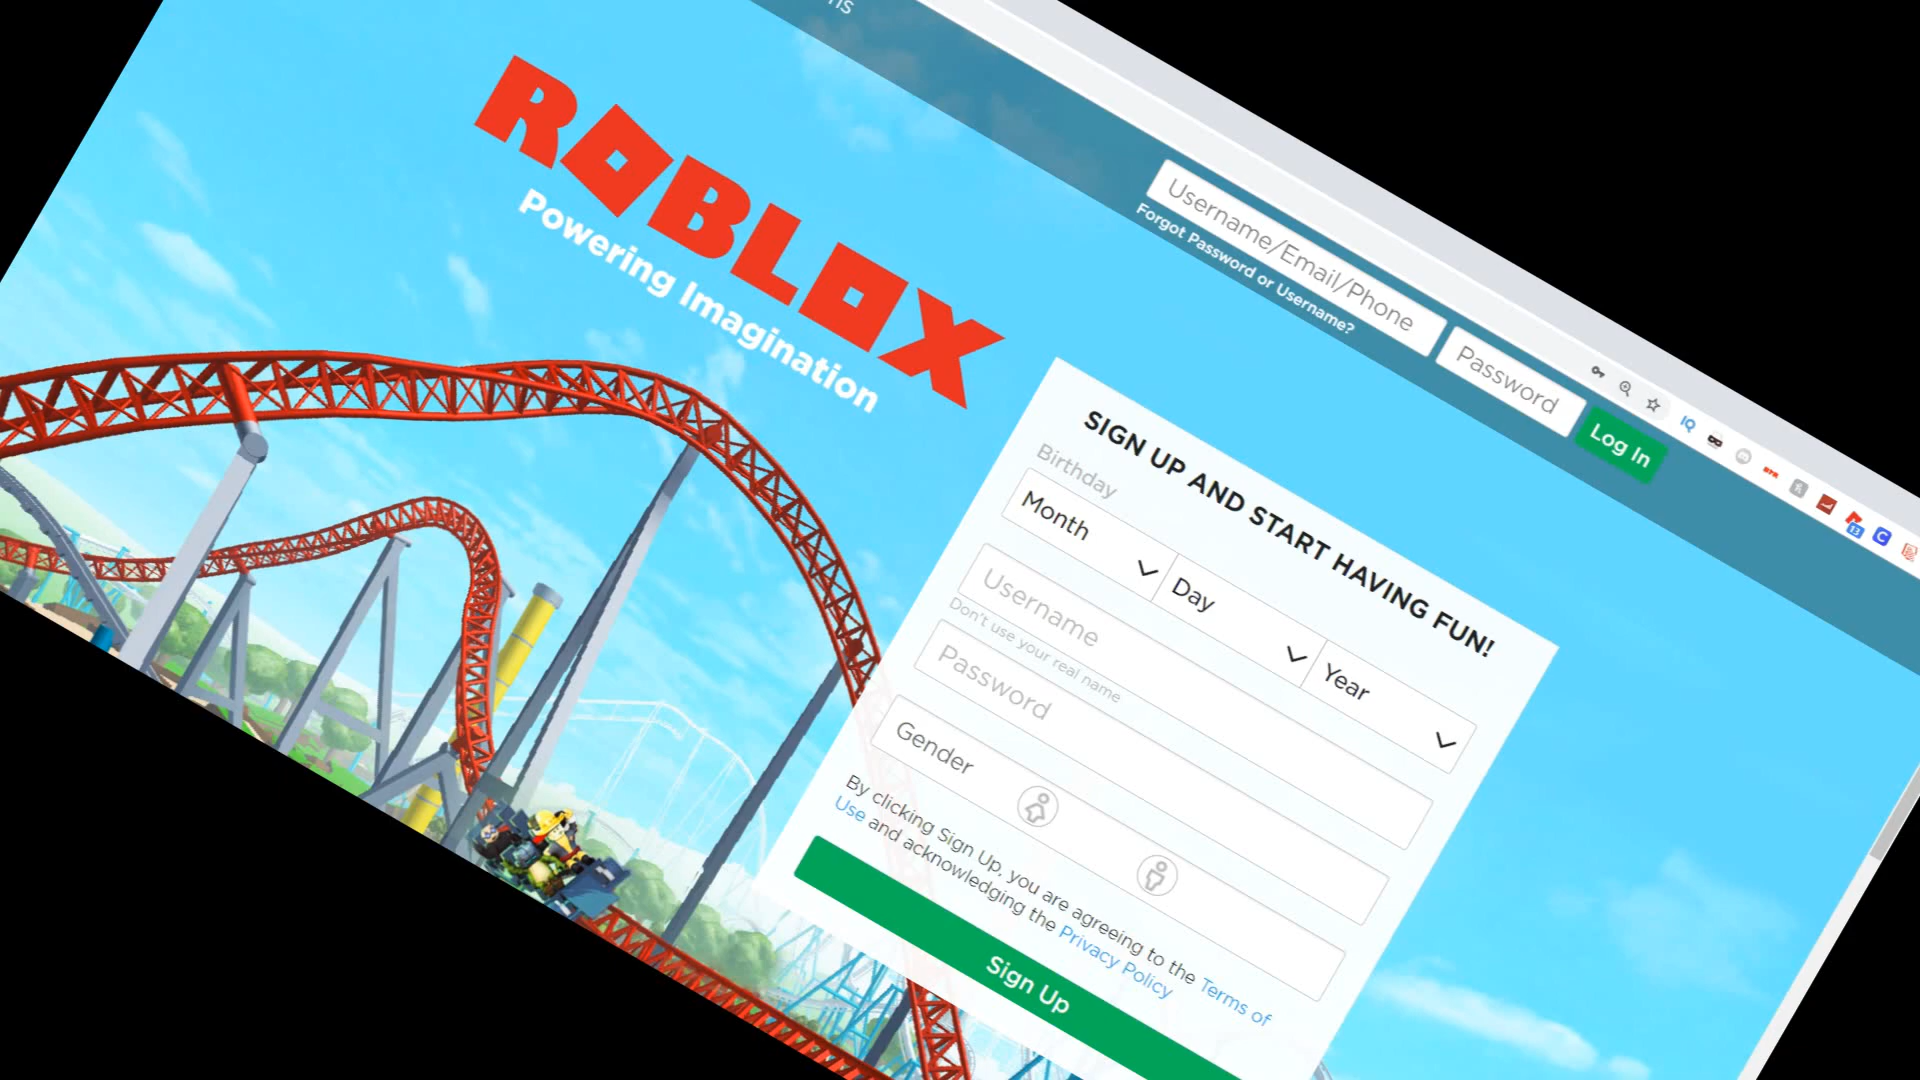 ROBLOX
Powering Imagination
Username/Email/Phone
Password
Log In
Forgot Password or Username?
SIGN UP AND START HAVING FUN!
Birthday
Month
Day
Year
Username
Don't use your real name
Password
Gender
By clicking Sign Up, you are agreeing to the Terms of
Use and acknowledging the Privacy Policy
Sign Up
IQ
13
C